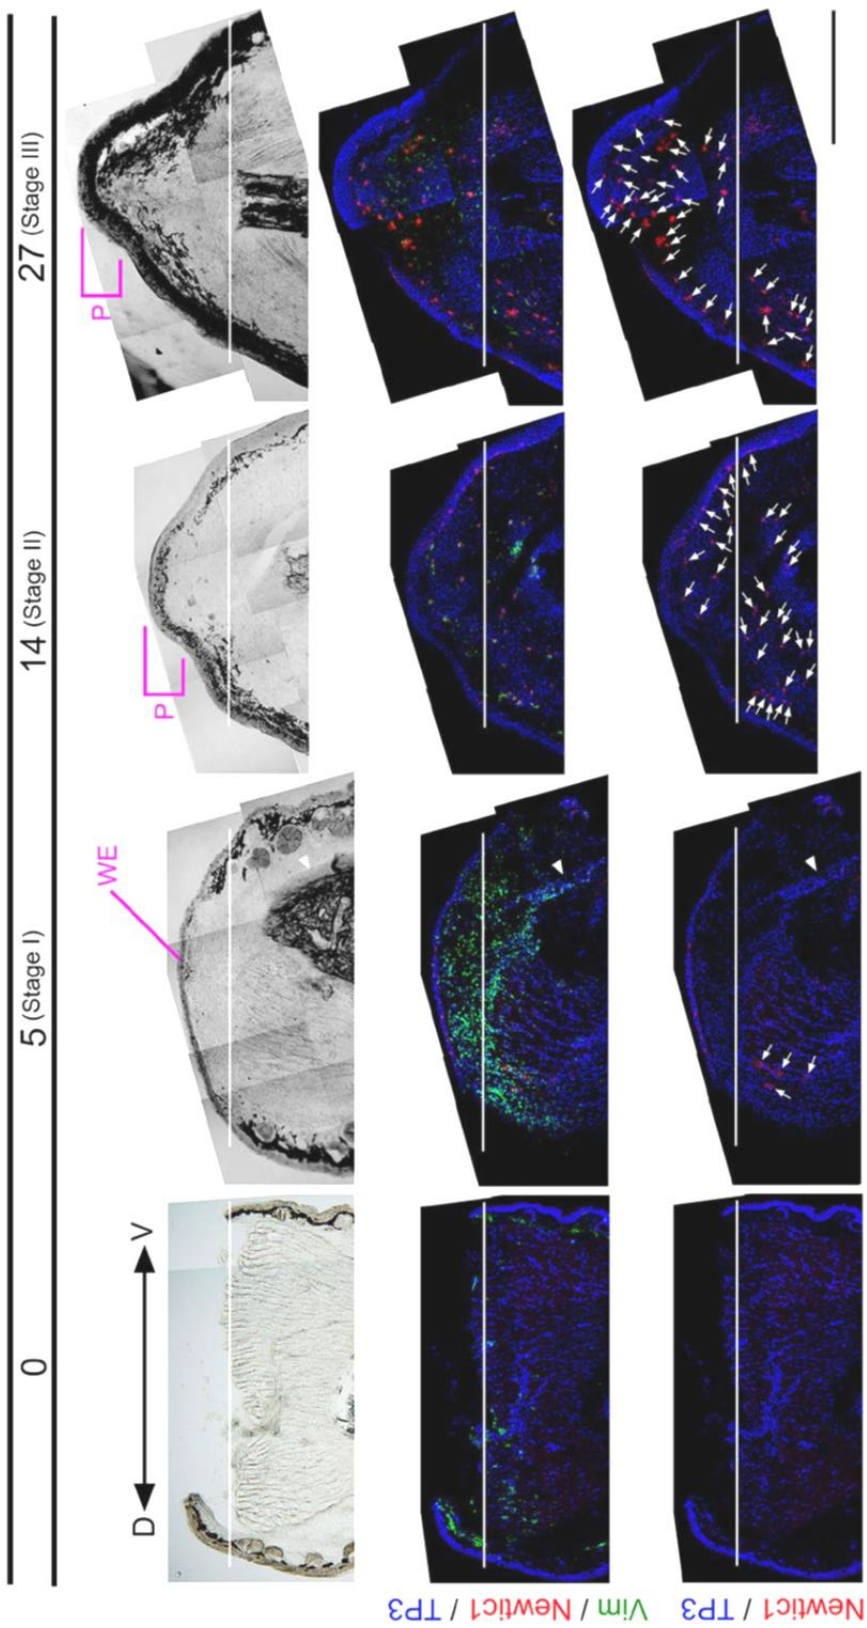 0
5 (Stage I)
14 (Stage II)
27 (Stage III)
D
V
WE
P
P
Vim / Newtic1 / TP3
Newtic1 / TP3